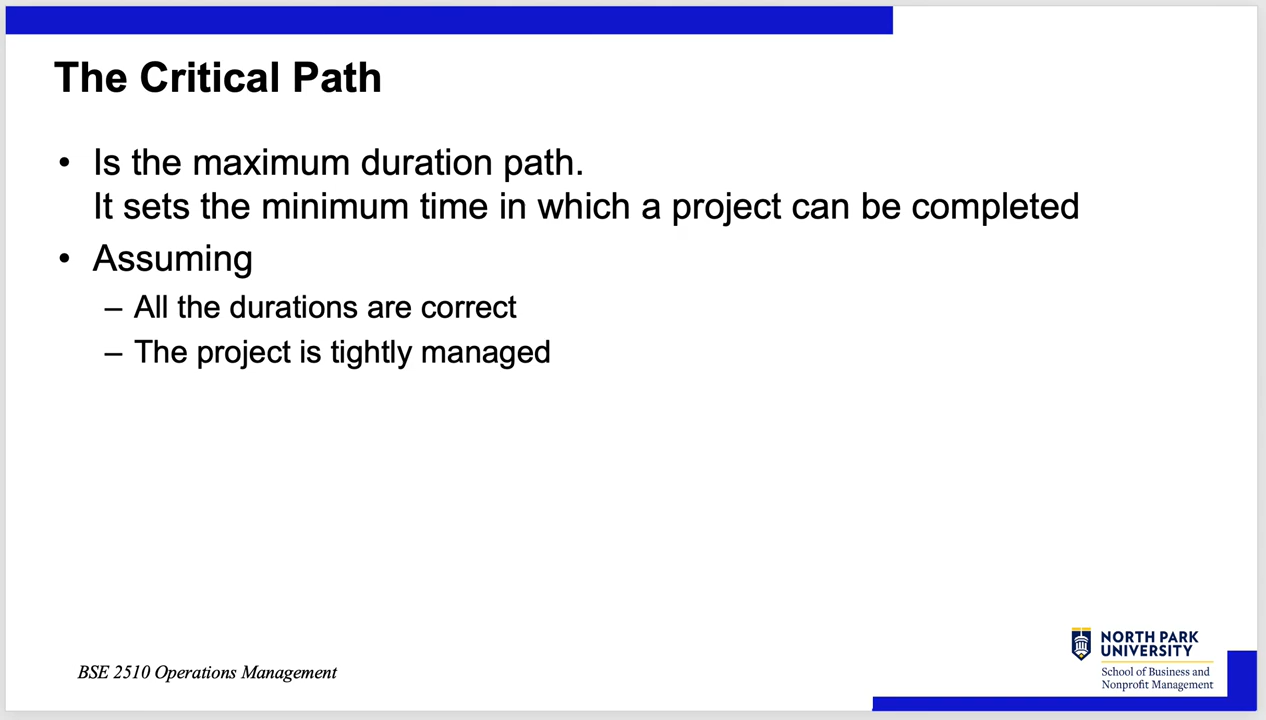 The Critical Path
• Is the maximum duration path.
It sets the minimum time in which a project can be completed
• Assuming
– All the durations are correct
– The project is tightly managed
BSE 2510 Operations Management
NORTH PARK
UNIVERSITY
School of Business and
Nonprofit Management